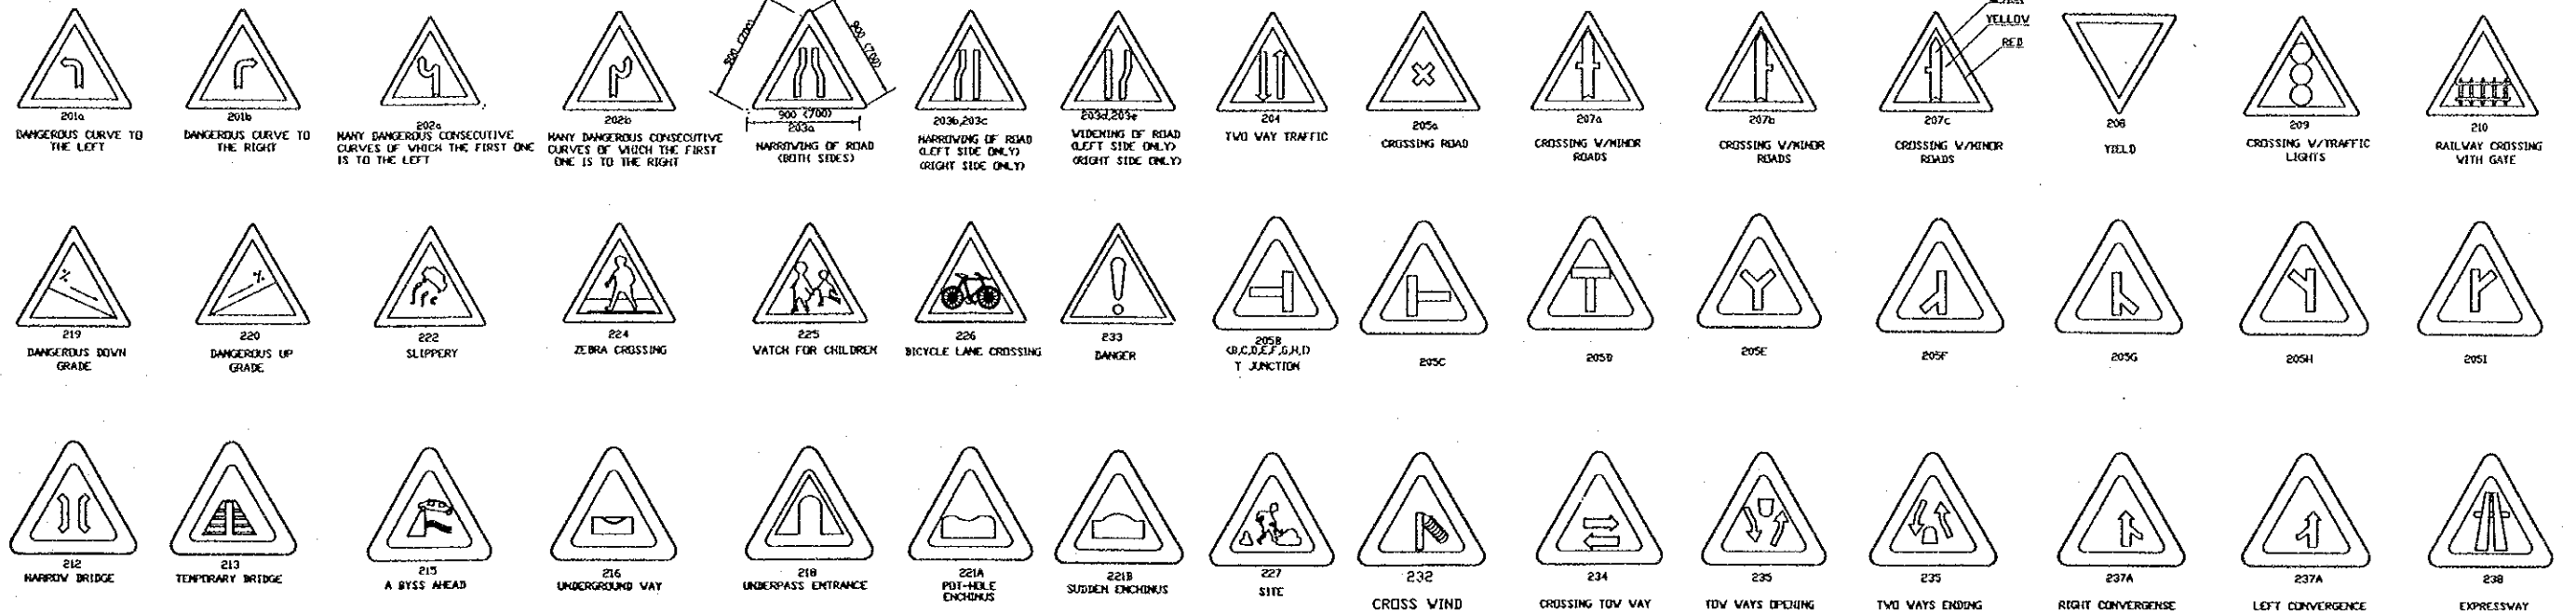 900 (700)
900 (700)
YELLOV
RED
900 (700)
201a
DANGEROUS CURVE TO
THE LEFT
201b
DANGEROUS CURVE TO
THE RIGHT
202a
MANY DANGEROUS CONSECUTIVE
CURVES OF WHICH THE FIRST ONE
IS TO THE LEFT
202b
MANY DANGEROUS CONSECUTIVE
CURVES OF WHICH THE FIRST
ONE IS TO THE RIGHT
203a
NARROWING OF ROAD
(BOTH SIDES)
203b,203c
NARROWING OF ROAD
(LEFT SIDE ONLY)
(RIGHT SIDE ONLY)
203d,203e
WIDENING OF ROAD
(LEFT SIDE ONLY)
(RIGHT SIDE ONLY)
204
TWO WAY TRAFFIC
205a
CROSSING ROAD
207a
CROSSING W/MINOR
ROADS
207b
CROSSING W/MINOR
ROADS
207c
CROSSING W/MINOR
ROADS
208
YIELD
209
CROSSING W/TRAFFIC
LIGHTS
210
RAILWAY CROSSING
WITH GATE
%
219
DANGEROUS DOWN
GRADE
%
220
DANGEROUS UP
GRADE
222
SLIPPERY
224
ZEBRA CROSSING
225
WATCH FOR CHILDREN
226
BICYCLE LANE CROSSING
233
DANGER
205B
(B,C,D,E,F,G,H,I)
T JUNCTION
205C
205D
205E
205F
205G
205H
205I
212
NARROW BRIDGE
213
TEMPORARY BRIDGE
215
A BYSS AHEAD
216
UNDERGROUND WAY
218
UNDERPASS ENTRANCE
221A
POT-HOLE
ENCHINUS
221B
SUDDEN ENCHINUS
227
SITE
232
CROSS WIND
234
CROSSING TOW WAY
235
TOW WAYS OPENING
235
TWO WAYS ENDING
237A
RIGHT CONVERGENSE
237A
LEFT CONVERGENCE
238
EXPRESSWAY